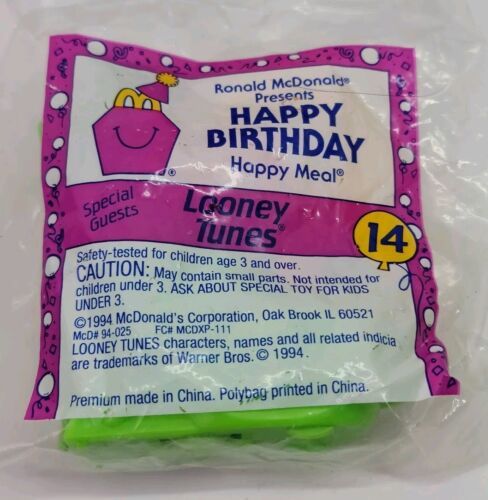 Ronald McDonald®
Presents
HAPPY
BIRTHDAY
Happy Meal®
®
Special
Guests
Looney
Tunes®
14
Safety-tested for children age 3 and over.
CAUTION: May contain small parts. Not intended for
children under 3. ASK ABOUT SPECIAL TOY FOR KIDS
UNDER 3.
©1994 McDonald's Corporation, Oak Brook IL 60521
McD# 94-025 FC# MCDXP-111
LOONEY TUNES characters, names and all related indicia
are trademarks of Warner Bros. © 1994.
Premium made in China. Polybag printed in China.